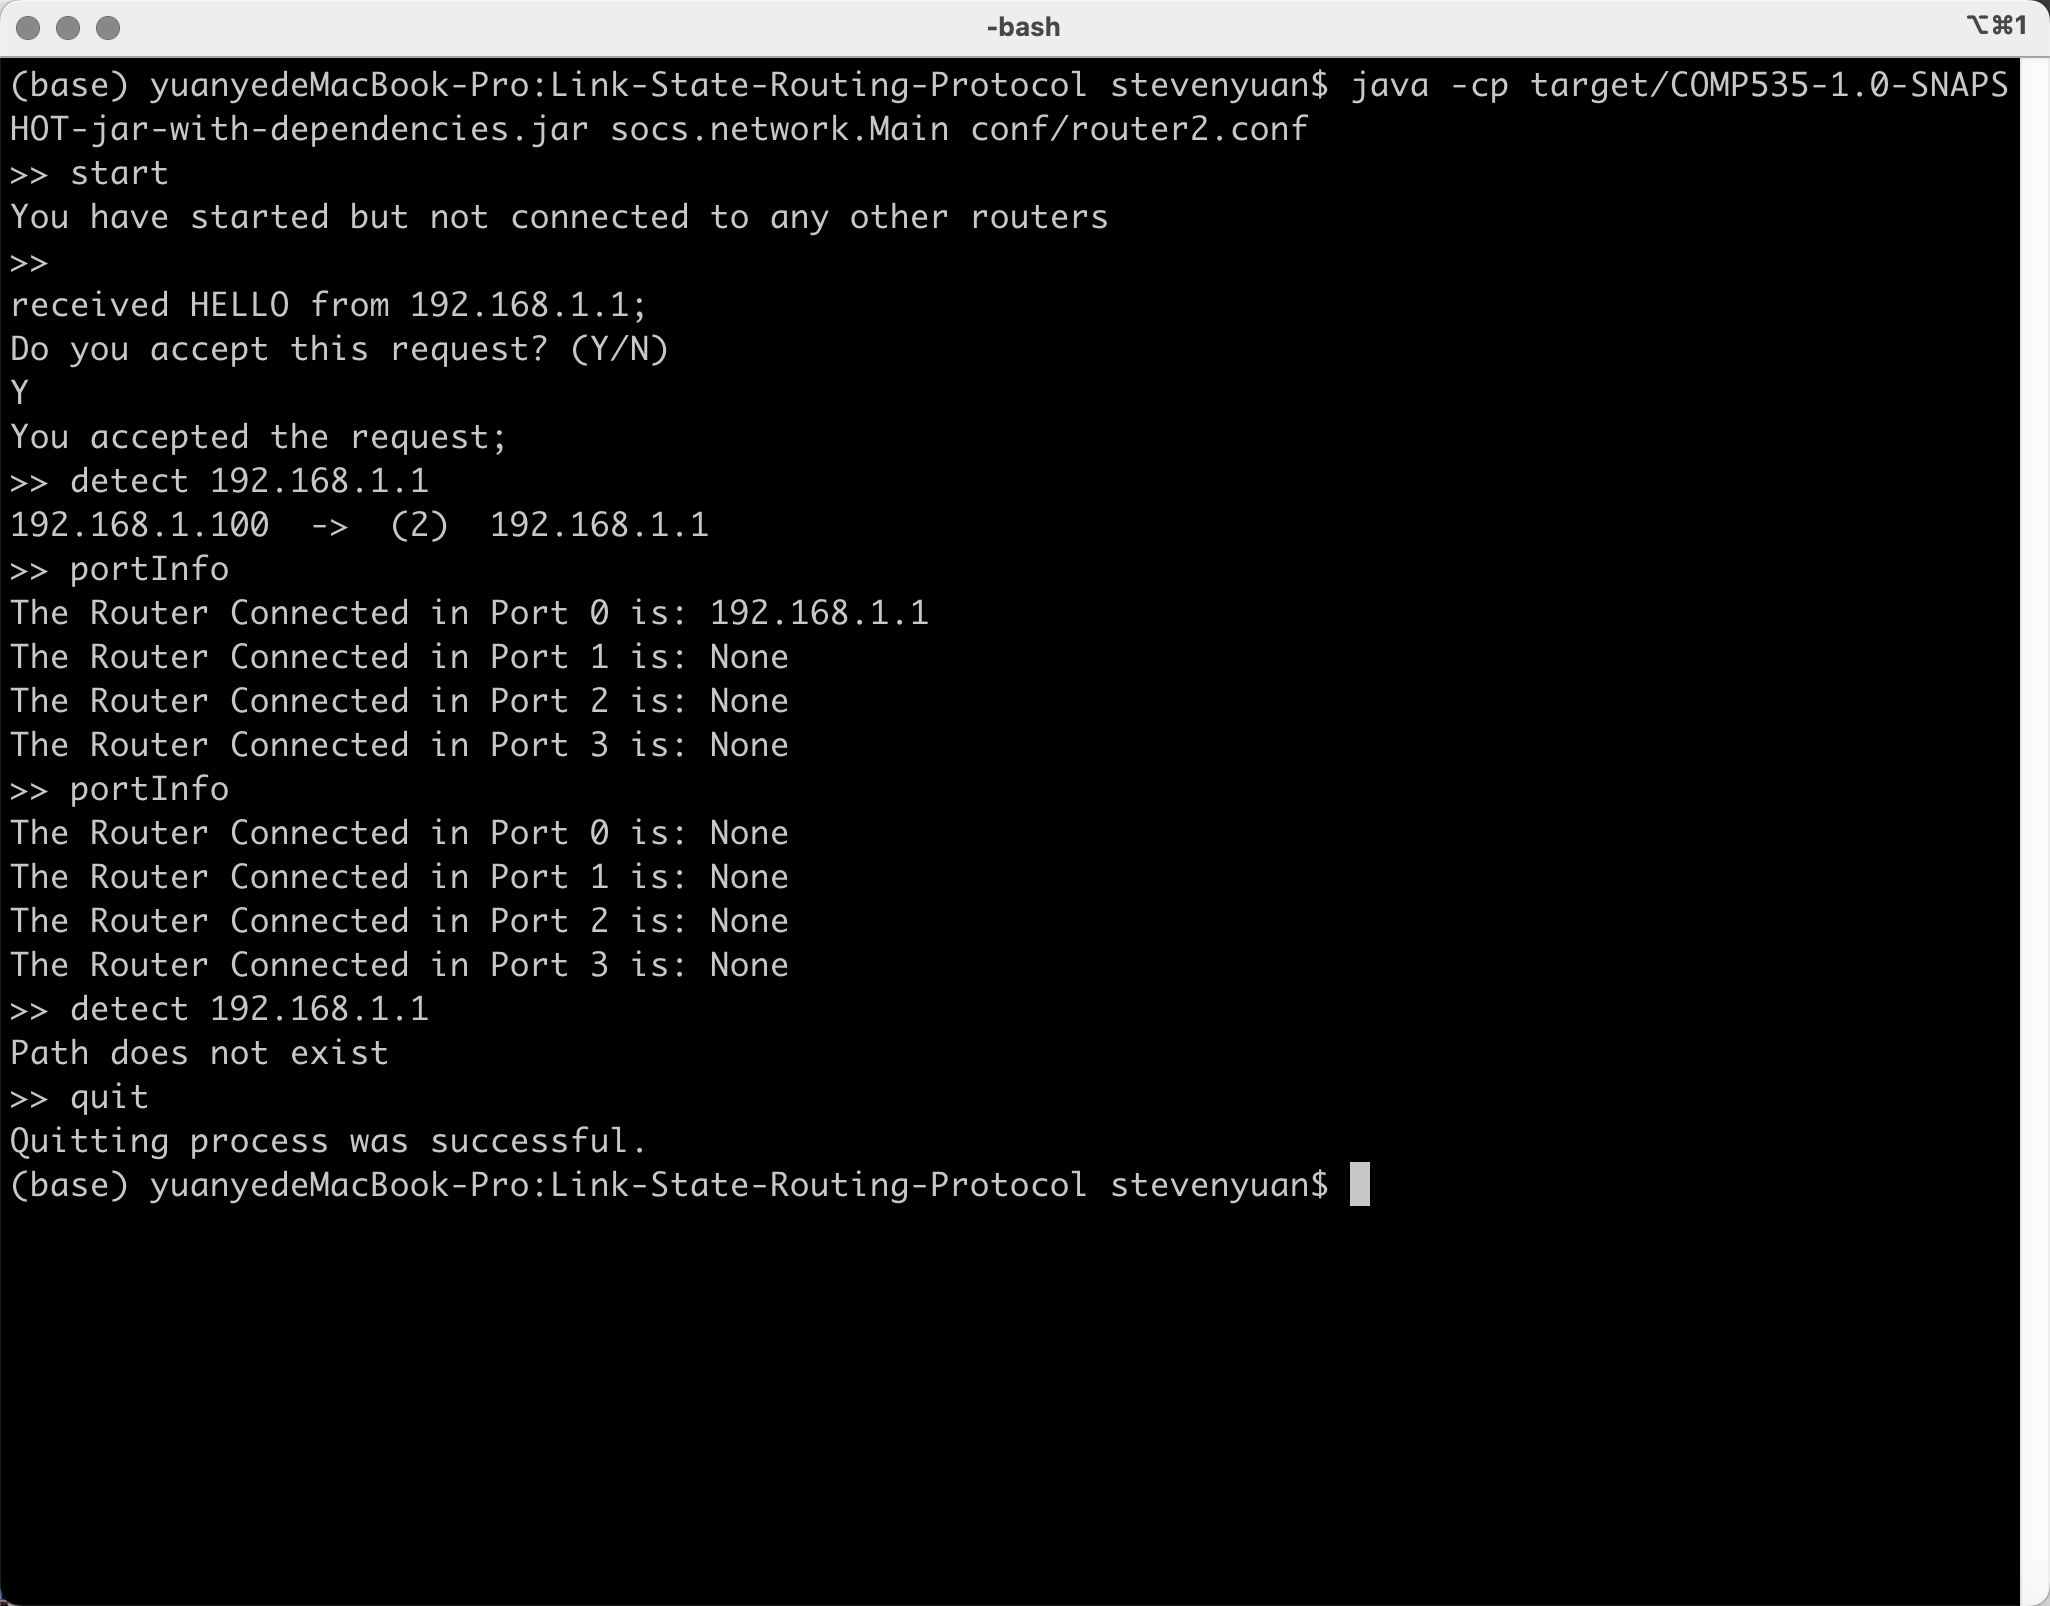 -bash
⌥⌘1
(base) yuanyedeMacBook-Pro:Link-State-Routing-Protocol stevenyuan$ java -cp target/COMP535-1.0-SNAPS
HOT-jar-with-dependencies.jar socs.network.Main conf/router2.conf
>> start
You have started but not connected to any other routers
>>
received HELLO from 192.168.1.1;
Do you accept this request? (Y/N)
Y
You accepted the request;
>> detect 192.168.1.1
192.168.1.100  ->  (2)  192.168.1.1
>> portInfo
The Router Connected in Port 0 is: 192.168.1.1
The Router Connected in Port 1 is: None
The Router Connected in Port 2 is: None
The Router Connected in Port 3 is: None
>> portInfo
The Router Connected in Port 0 is: None
The Router Connected in Port 1 is: None
The Router Connected in Port 2 is: None
The Router Connected in Port 3 is: None
>> detect 192.168.1.1
Path does not exist
>> quit
Quitting process was successful.
(base) yuanyedeMacBook-Pro:Link-State-Routing-Protocol stevenyuan$